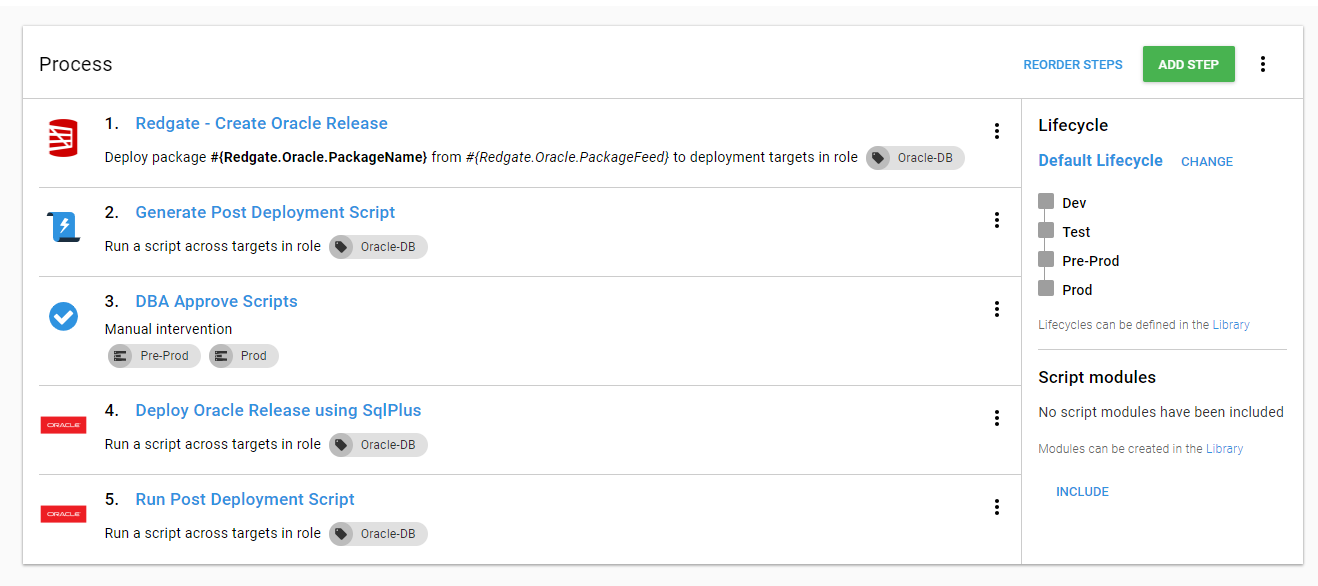 Process
REORDER STEPS
ADD STEP
1. Redgate - Create Oracle Release
Deploy package #{Redgate.Oracle.PackageName} from #{Redgate.Oracle.PackageFeed} to deployment targets in role Oracle-DB
2. Generate Post Deployment Script
Run a script across targets in role Oracle-DB
3. DBA Approve Scripts
Manual intervention
Pre-Prod Prod
ORACLE
4. Deploy Oracle Release using SqlPlus
Run a script across targets in role Oracle-DB
ORACLE
5. Run Post Deployment Script
Run a script across targets in role Oracle-DB
Lifecycle
Default Lifecycle CHANGE
Dev
Test
Pre-Prod
Prod
Lifecycles can be defined in the Library
Script modules
No script modules have been included
Modules can be created in the Library
INCLUDE